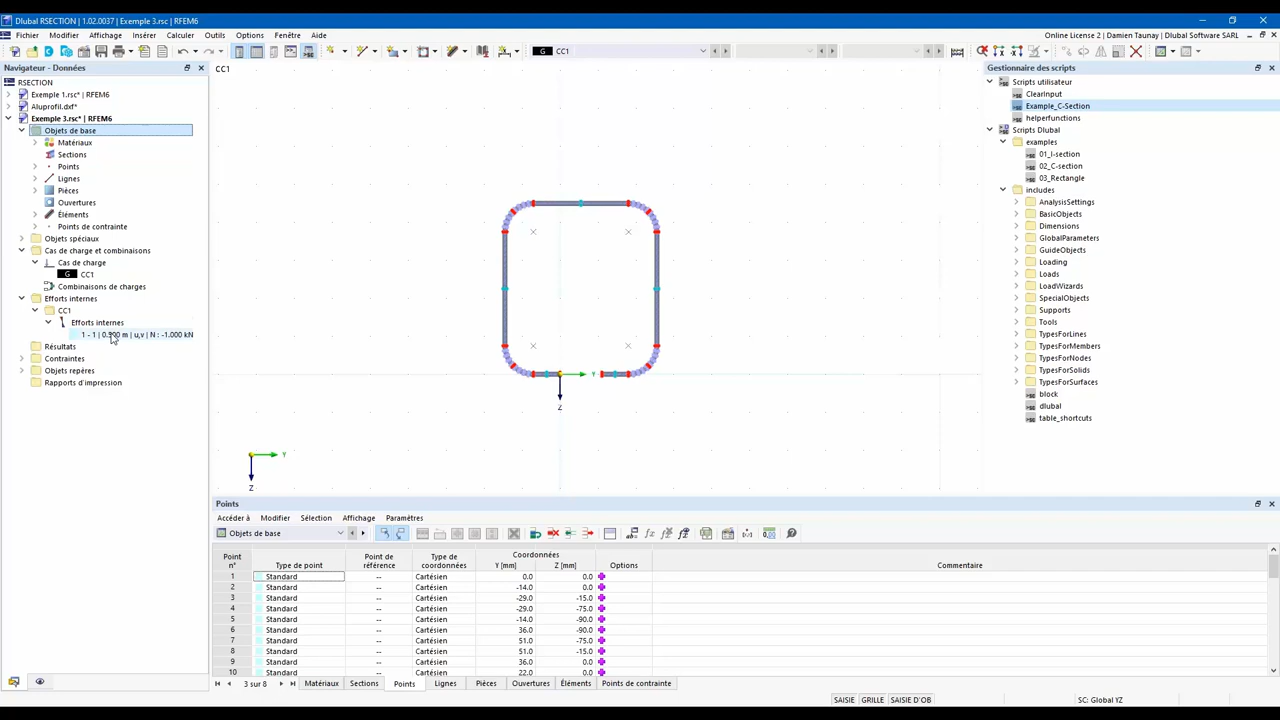 Dlubal RSECTION | 1.02.0037 | Exemple 3.rsc* | RFEM6
Fichier Modifier Affichage Insérer Calculer Outils Options Fenêtre Aide
Online License 2 | Damien Taunay | Dlubal Software SARL
G CC1
Navigateur - Données
RSECTION
Exemple 1.rsc* | RFEM6
Aluprofil.dxf*
Exemple 3.rsc* | RFEM6
Objets de base
Matériaux
Sections
Points
Lignes
Pièces
Ouvertures
Éléments
Points de contrainte
Objets spéciaux
Cas de charge et combinaisons
Cas de charge
G CC1
Combinaisons de charges
Efforts internes
CC1
Efforts internes
1 - 1 | 0.500 m | u,v | N : -1.000 kN
Résultats
Contraintes
Objets repères
Rapports d'impression
CC1
Y
Z
Y
Z
Gestionnaire des scripts
Scripts utilisateur
ClearInput
Example_C-Section
helperfunctions
Scripts Dlubal
examples
01_I-section
02_C-section
03_Rectangle
includes
AnalysisSettings
BasicObjects
Dimensions
GlobalParameters
GuideObjects
Loading
Loads
LoadWizards
SpecialObjects
Supports
Tools
TypesForLines
TypesForMembers
TypesForNodes
TypesForSolids
TypesForSurfaces
block
dlubal
table_shortcuts
Points
Accéder à Modifier Sélection Affichage Paramètres
Objets de base
Point n° Type de point Point de référence Type de coordonnées Coordonnées Y [mm] Z [mm] Options Commentaire
1 Standard -- Cartésien 0.0 0.0
2 Standard -- Cartésien -14.0 0.0
3 Standard -- Cartésien -29.0 -15.0
4 Standard -- Cartésien -29.0 -75.0
5 Standard -- Cartésien -14.0 -90.0
6 Standard -- Cartésien 36.0 -90.0
7 Standard -- Cartésien 51.0 -75.0
8 Standard -- Cartésien 51.0 -15.0
9 Standard -- Cartésien 36.0 0.0
10 Standard -- Cartésien 22.0 0.0
3 sur 8 Matériaux Sections Points Lignes Pièces Ouvertures Éléments Points de contrainte
SAISIE GRILLE SAISIE D'OB SC: Global YZ